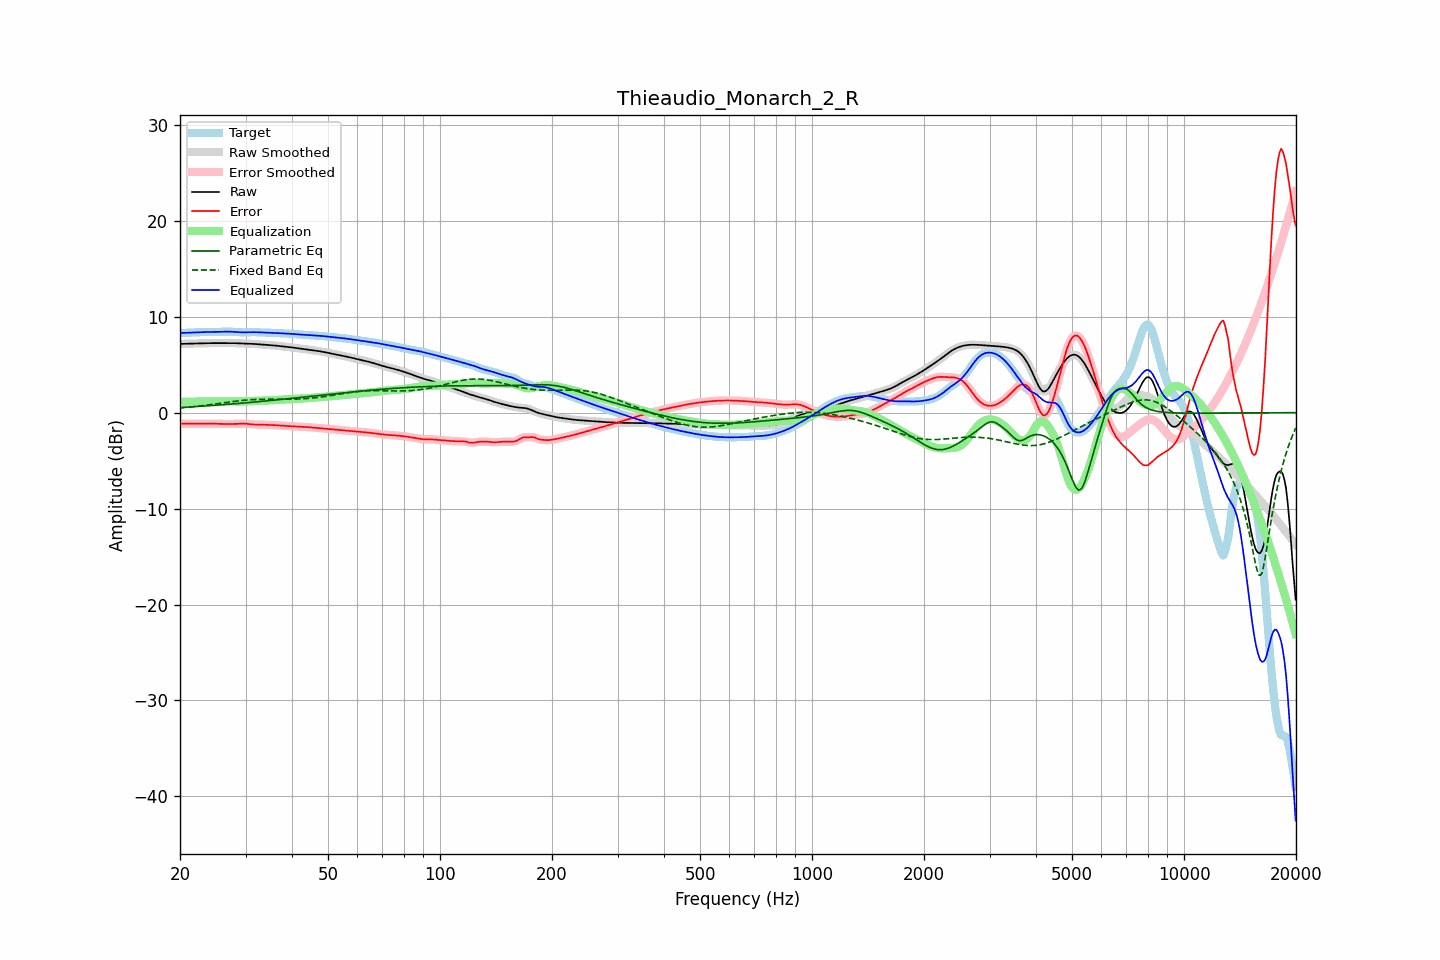 Thieaudio_Monarch_2_R
Target
Raw Smoothed
Error Smoothed
Raw
Error
Equalization
Parametric Eq
Fixed Band Eq
Equalized
30
20
10
0
−10
−20
−30
−40
Amplitude (dBr)
20 50 100 200 500 1000 2000 5000 10000 20000
Frequency (Hz)